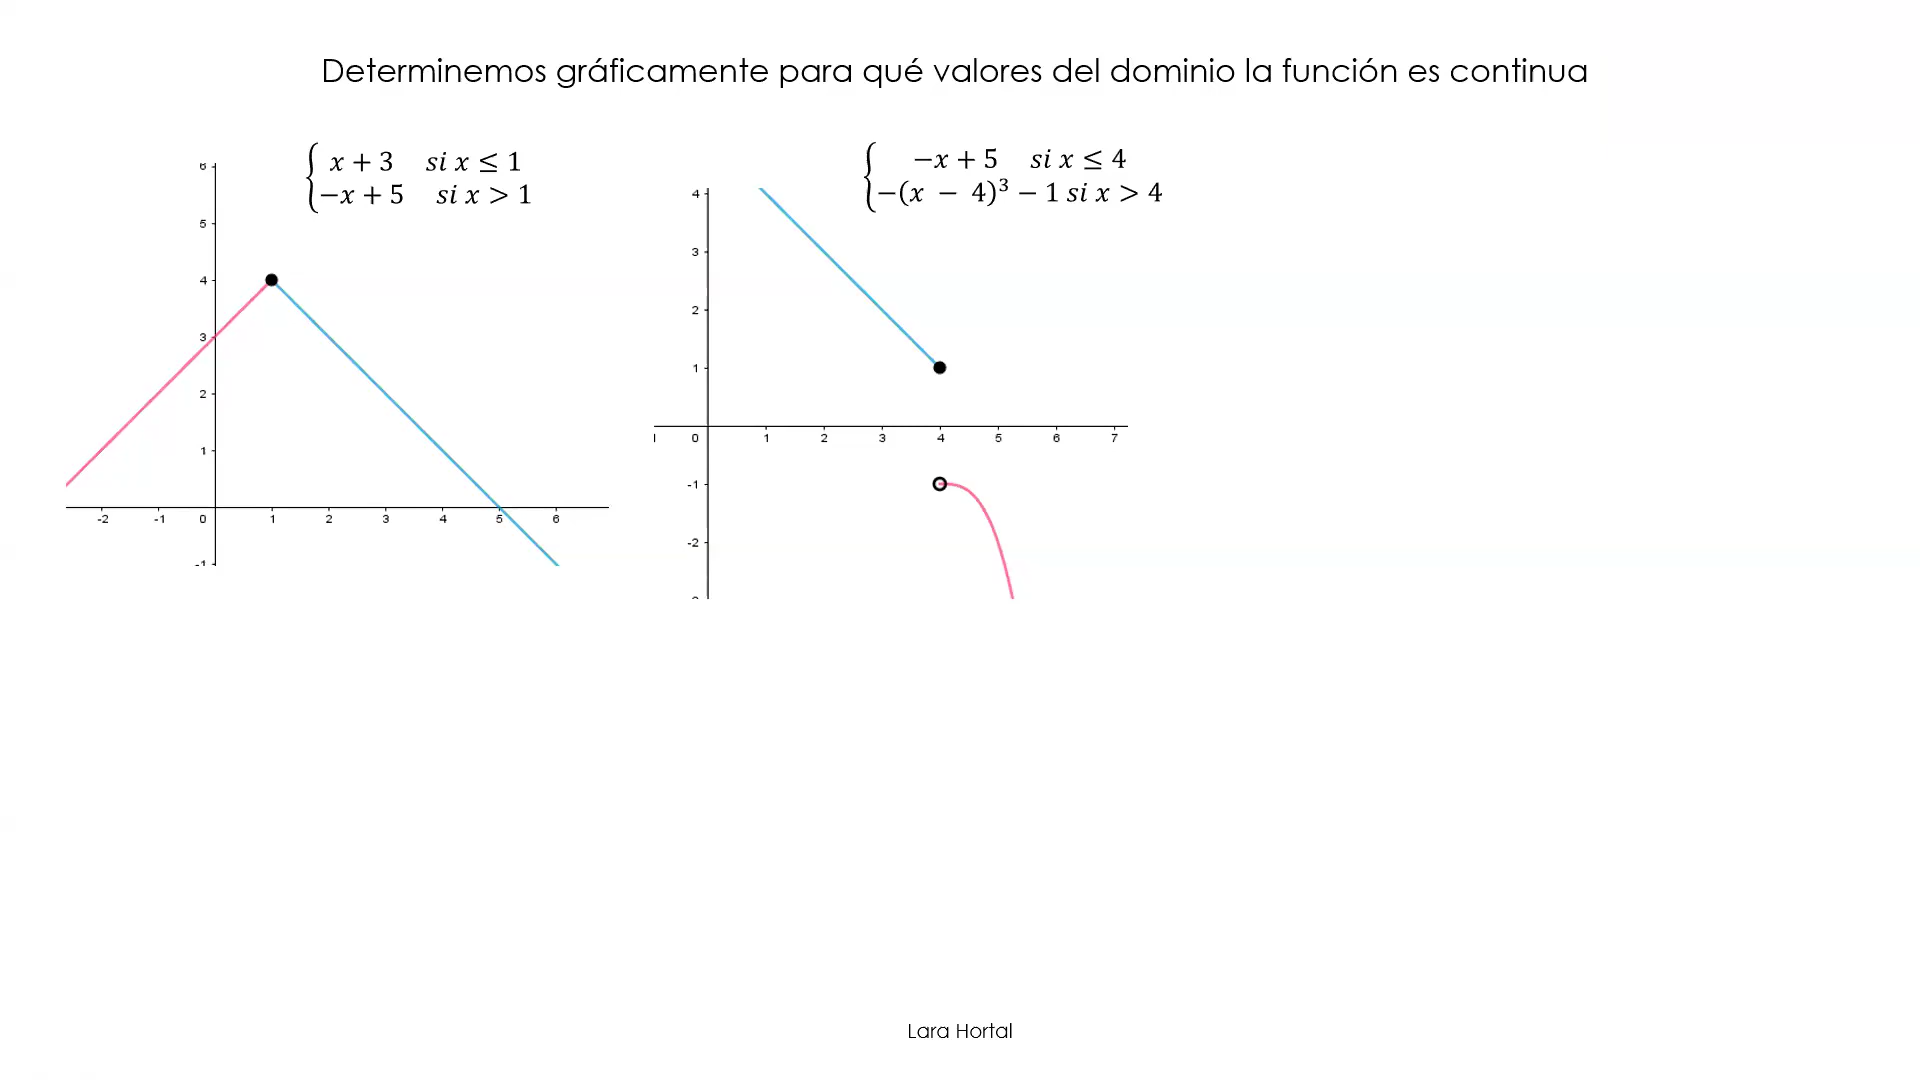 Determinemos gráficamente para qué valores del dominio la función es continua
x + 3 si x ≤ 1
−x + 5 si x > 1
6
5
4
3
2
1
-2 -1 0 1 2 3 4 5 6
-1
−x + 5 si x ≤ 4
−(x − 4)³ − 1 si x > 4
4
3
2
1
0 1 2 3 4 5 6 7
-1
-2
Lara Hortal